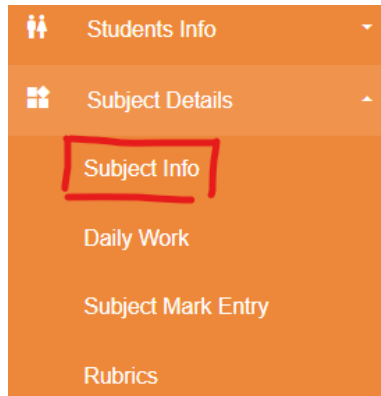 Students Info
Subject Details
Subject Info
Daily Work
Subject Mark Entry
Rubrics